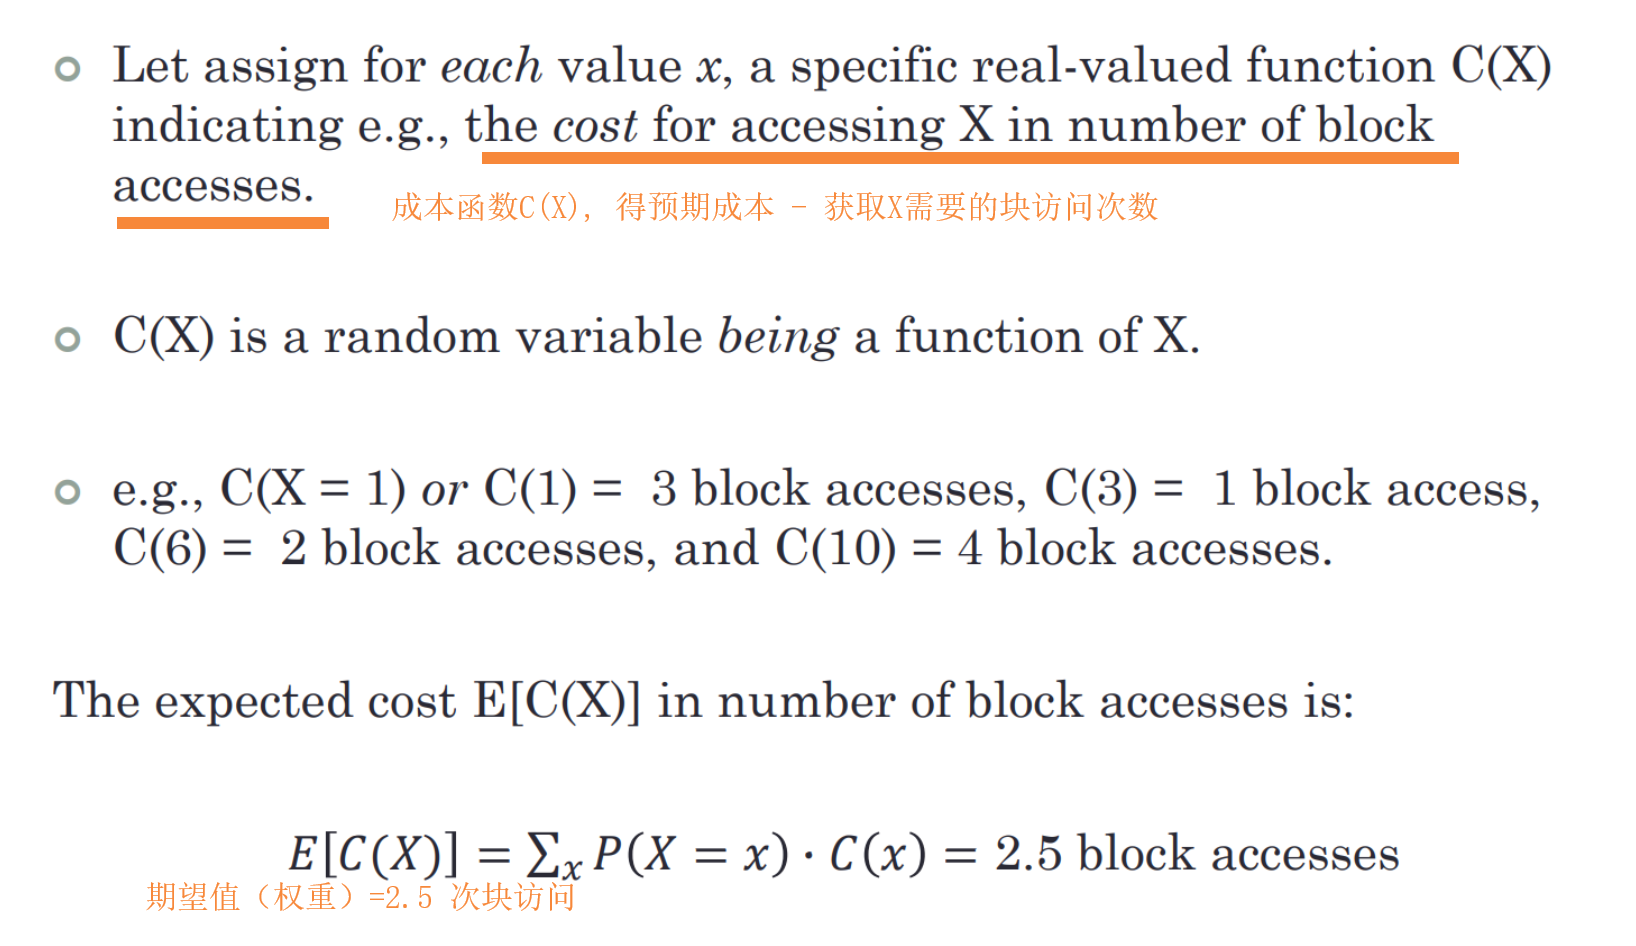 Let assign for each value x, a specific real-valued function C(X)
indicating e.g., the cost for accessing X in number of block
accesses.
成本函数C(X), 得预期成本 - 获取X需要的块访问次数
C(X) is a random variable being a function of X.
e.g., C(X = 1) or C(1) = 3 block accesses, C(3) = 1 block access,
C(6) = 2 block accesses, and C(10) = 4 block accesses.
The expected cost E[C(X)] in number of block accesses is:
E[C(X)] = ∑ₓ P(X = x) · C(x) = 2.5 block accesses
期望值（权重）=2.5 次块访问